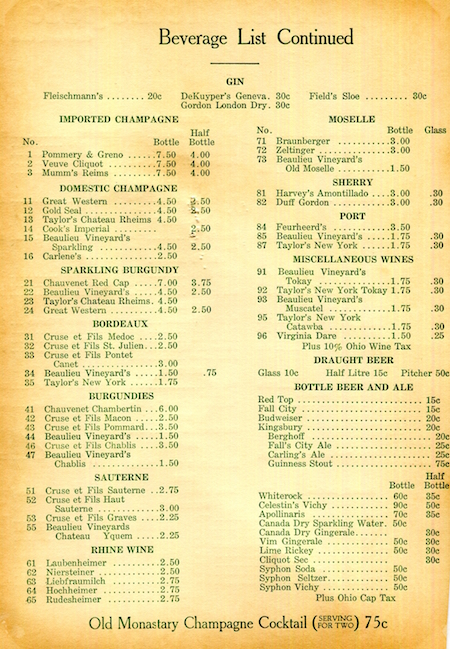 Beverage List Continued
GIN
Fleischmann's ........ 20c DeKuyper's Geneva. 30c Field's Sloe .......... 30c
Gordon London Dry. 30c
IMPORTED CHAMPAGNE
Half
No. Bottle Bottle
1 Pommery & Greno .......7.50 4.00
2 Veuve Cliquot ..........7.50 4.00
3 Mumm's Reims .........7.50 4.00
DOMESTIC CHAMPAGNE
11 Great Western ..........4.50 2.50
12 Gold Seal ..............4.50 2.50
13 Taylor's Chateau Rheims 4.50
14 Cook's Imperial ........ 2.50
15 Beaulieu Vineyard's
Sparkling ............4.50 2.50
16 Carlene's ..............2.50
SPARKLING BURGUNDY
21 Chauvenet Red Cap .....7.00 3.75
22 Beaulieu Vineyard's .....4.50 2.50
23 Taylor's Chateau Rheims. 4.50
24 Great Western ..........4.50 2.50
BORDEAUX
31 Cruse et Fils Medoc .....2.50
32 Cruse et Fils St. Julien...2.50
33 Cruse et Fils Pontet
Canet ................3.00
34 Beaulieu Vineyard's .....1.50 .75
35 Taylor's New York ......1.75
BURGUNDIES
41 Chauvenet Chambertin ...6.00
42 Cruse et Fils Macon .....2.50
43 Cruse et Fils Pommard...3.50
44 Beaulieu Vineyard's .....1.50
46 Cruse et Fils Chablis ....3.50
47 Beaulieu Vineyard's
Chablis ..............1.50
SAUTERNE
51 Cruse et Fils Sauterne ..2.75
52 Cruse et Fils Haut
Sauterne .............3.00
53 Cruse et Fils Graves ....2.25
55 Beaulieu Vineyards
Chateau Yquem .....2.25
RHINE WINE
61 Laubenheimer ..........2.50
62 Niersteiner .............2.50
63 Liebfraumilch ..........2.75
64 Hochheimer ............2.75
65 Rudesheimer ...........2.75
MOSELLE
No. Bottle Glass
71 Braunberger ...........3.00
72 Zeltinger ..............3.00
73 Beaulieu Vineyard's
Old Moselle ..........1.50
SHERRY
81 Harvey's Amontillado ....3.00 .30
82 Duff Gordon ............3.00 .30
PORT
84 Feurheerd's ............3.50
85 Beaulieu Vineyard's .....1.75 .30
87 Taylor's New York ......1.75 .30
MISCELLANEOUS WINES
91 Beaulieu Vineyard's
Tokay ................1.75 .30
92 Taylor's New York Tokay 1.75 .30
93 Beaulieu Vineyard's
Muscatel .............1.75 .30
95 Taylor's New York
Catawba .............1.75 .30
96 Virginia Dare ..........1.50 .25
Plus 10% Ohio Wine Tax
DRAUGHT BEER
Glass 10c Half Litre 15c Pitcher 50c
BOTTLE BEER AND ALE
Red Top ........................ 15c
Fall City ........................ 15c
Budweiser ...................... 20c
Kingsbury ...................... 20c
Berghoff ...................... 20c
Fall's City Ale ................ 25c
Carling's Ale .................. 25c
Guinness Stout ................ 75c
Half
Bottle Bottle
Whiterock .................. 60c 35c
Celestin's Vichy ............ 90c 50c
Apollinaris ................. 70c 35c
Canada Dry Sparkling Water. 50c
Canada Dry Gingerale....... 30c
Vim Gingerale ............. 50c 30c
Lime Rickey ............... 50c 30c
Cliquot Sec ................ 30c
Syphon Soda ............... 50c
Syphon Seltzer............. 50c
Syphon Vichy .............. 50c
Plus Ohio Cap Tax
Old Monastary Champagne Cocktail (SERVING FOR TWO) 75c